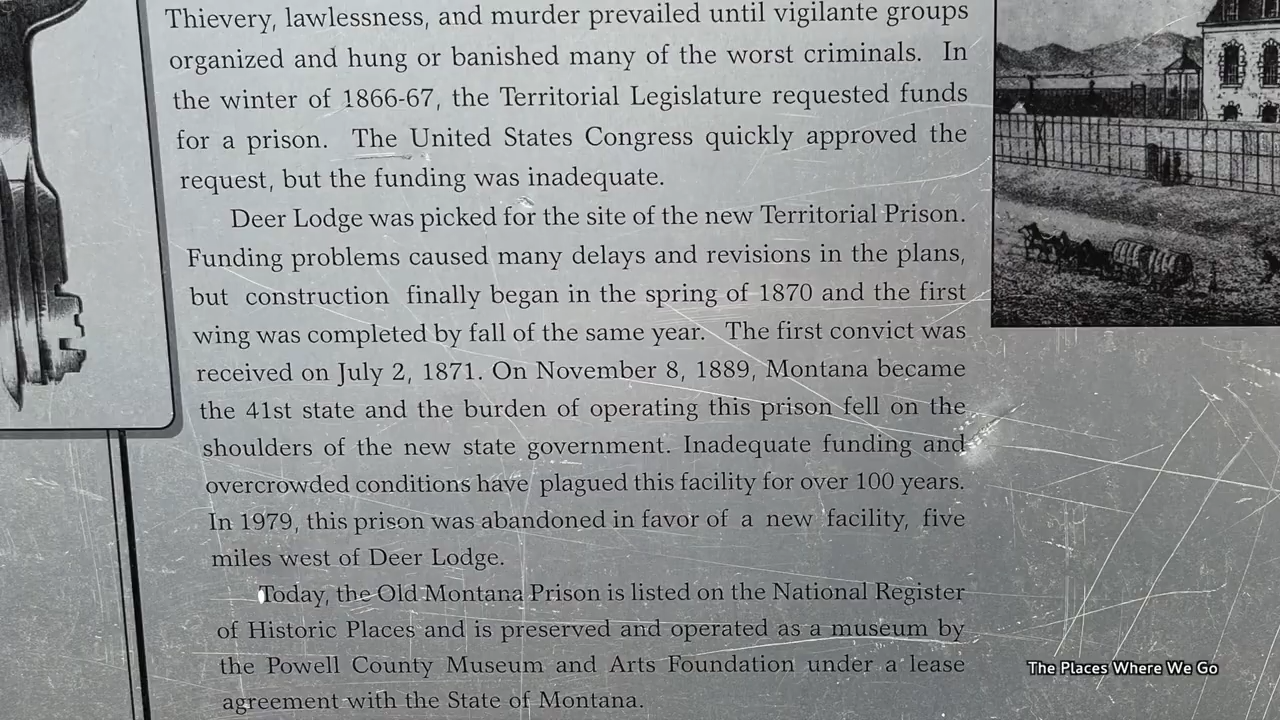 Thievery, lawlessness, and murder prevailed until vigilante groups
organized and hung or banished many of the worst criminals. In
the winter of 1866-67, the Territorial Legislature requested funds
for a prison. The United States Congress quickly approved the
request, but the funding was inadequate.
Deer Lodge was picked for the site of the new Territorial Prison.
Funding problems caused many delays and revisions in the plans,
but construction finally began in the spring of 1870 and the first
wing was completed by fall of the same year. The first convict was
received on July 2, 1871. On November 8, 1889, Montana became
the 41st state and the burden of operating this prison fell on the
shoulders of the new state government. Inadequate funding and
overcrowded conditions have plagued this facility for over 100 years.
In 1979, this prison was abandoned in favor of a new facility, five
miles west of Deer Lodge.
Today, the Old Montana Prison is listed on the National Register
of Historic Places and is preserved and operated as a museum by
the Powell County Museum and Arts Foundation under a lease
agreement with the State of Montana.
The Places Where We Go